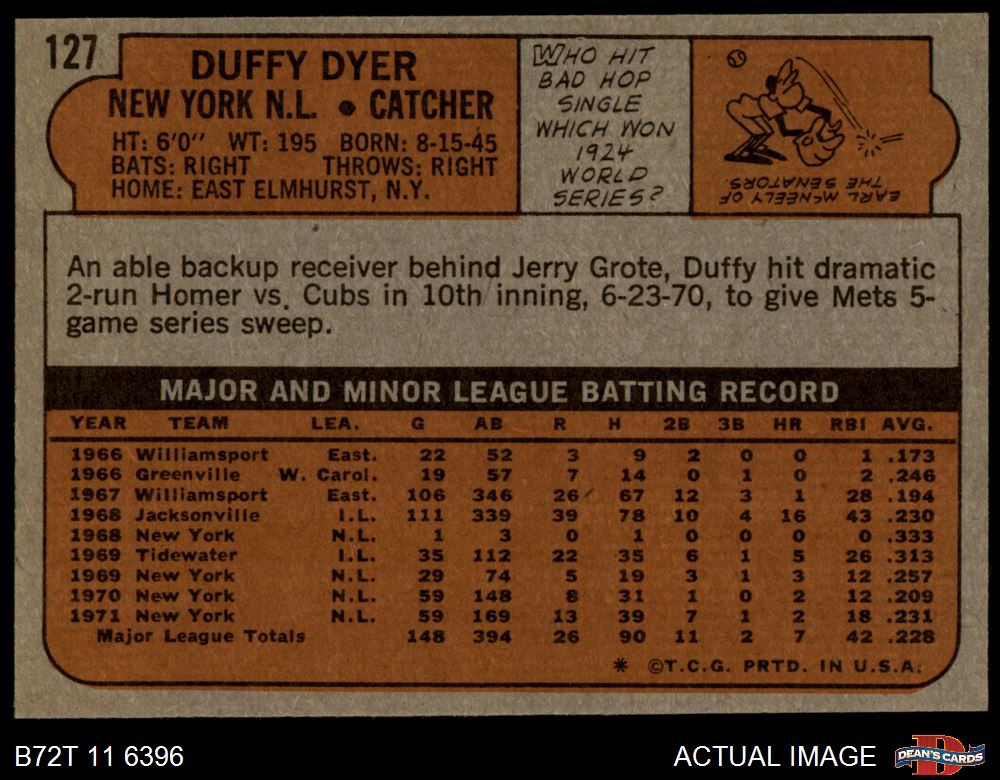 127
DUFFY DYER
NEW YORK N.L. • CATCHER
HT: 6'0" WT: 195 BORN: 8-15-45
BATS: RIGHT THROWS: RIGHT
HOME: EAST ELMHURST, N.Y.
WHO HIT
BAD HOP
SINGLE
WHICH WON
1924
WORLD
SERIES?
EARL McNEELY OF
THE SENATORS.
An able backup receiver behind Jerry Grote, Duffy hit dramatic
2-run Homer vs. Cubs in 10th inning, 6-23-70, to give Mets 5-
game series sweep.
MAJOR AND MINOR LEAGUE BATTING RECORD
YEAR TEAM LEA. G AB R H 2B 3B HR RBI AVG.
1966 Williamsport East. 22 52 3 9 2 0 0 1 .173
1966 Greenville W. Carol. 19 57 7 14 0 1 0 2 .246
1967 Williamsport East. 106 346 26 67 12 3 1 28 .194
1968 Jacksonville I.L. 111 339 39 78 10 4 16 43 .230
1968 New York N.L. 1 3 0 1 0 0 0 0 .333
1969 Tidewater I.L. 35 112 22 35 6 1 5 26 .313
1969 New York N.L. 29 74 5 19 3 1 3 12 .257
1970 New York N.L. 59 148 8 31 1 0 2 12 .209
1971 New York N.L. 59 169 13 39 7 1 2 18 .231
Major League Totals 148 394 26 90 11 2 7 42 .228
* ©T.C.G. PRTD. IN U.S.A.
B72T 11 6396
ACTUAL IMAGE
D
DEAN'S CARDS